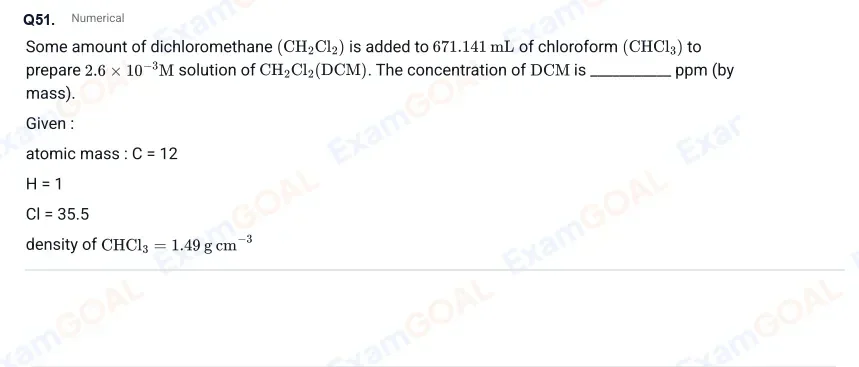 Q51. Numerical
Some amount of dichloromethane (CH₂Cl₂) is added to 671.141 mL of chloroform (CHCl₃) to
prepare 2.6 × 10⁻³M solution of CH₂Cl₂(DCM). The concentration of DCM is ________ ppm (by
mass).
Given :
atomic mass : C = 12
H = 1
Cl = 35.5
density of CHCl₃ = 1.49 g cm⁻³
ExamGOAL